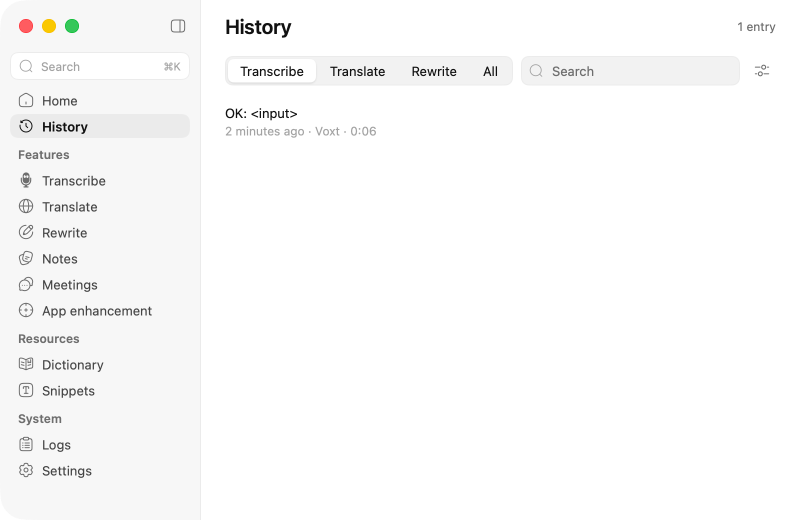 Search ⌘K
Home
History
Features
Transcribe
Translate
Rewrite
Notes
Meetings
App enhancement
Resources
Dictionary
Snippets
System
Logs
Settings
History
1 entry
Transcribe Translate Rewrite All
Search
OK: <input>
2 minutes ago · Voxt · 0:06